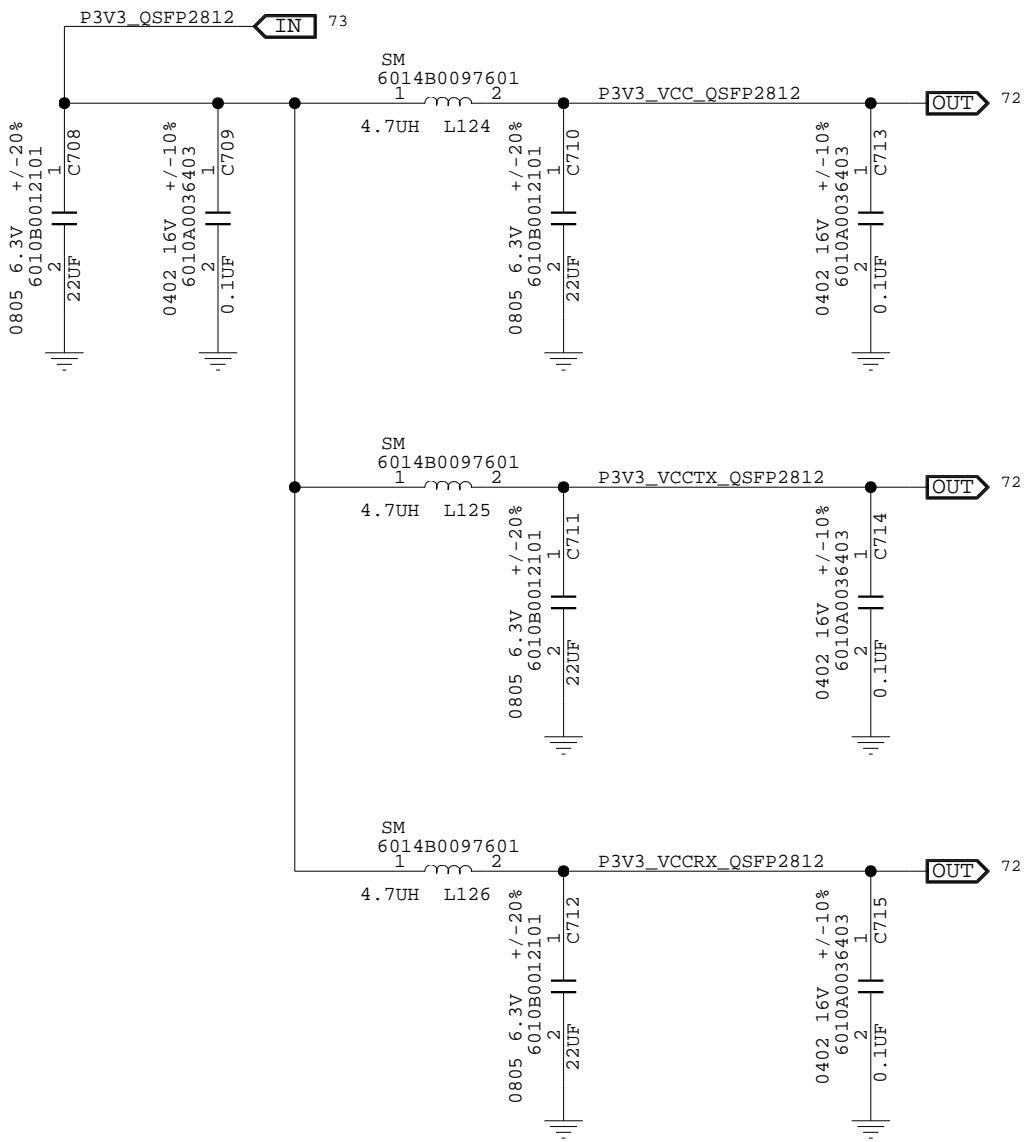 P3V3_QSFP2812
IN
73
SM
6014B0097601
1
2
4.7UH
L124
P3V3_VCC_QSFP2812
OUT
72
0805 6.3V +/-20%
6010B0012101
1
C708
2
22UF
0402 16V +/-10%
6010A0036403
1
C709
2
0.1UF
0805 6.3V +/-20%
6010B0012101
1
C710
2
22UF
0402 16V +/-10%
6010A0036403
1
C713
2
0.1UF
SM
6014B0097601
1
2
4.7UH
L125
P3V3_VCCTX_QSFP2812
OUT
72
0805 6.3V +/-20%
6010B0012101
1
C711
2
22UF
0402 16V +/-10%
6010A0036403
1
C714
2
0.1UF
SM
6014B0097601
1
2
4.7UH
L126
P3V3_VCCRX_QSFP2812
OUT
72
0805 6.3V +/-20%
6010B0012101
1
C712
2
22UF
0402 16V +/-10%
6010A0036403
1
C715
2
0.1UF